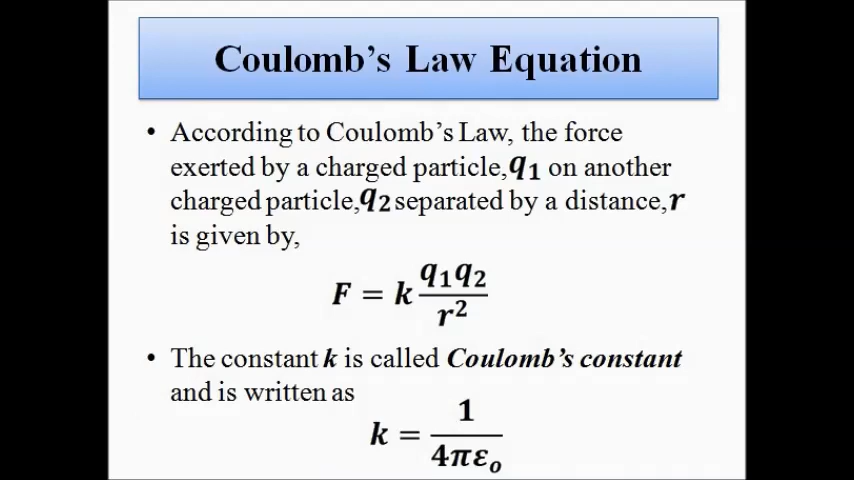 Coulomb's Law Equation
• According to Coulomb's Law, the force
exerted by a charged particle, q₁ on another
charged particle, q₂ separated by a distance, r
is given by,
F = k q₁q₂ / r²
• The constant k is called Coulomb's constant
and is written as
k = 1 / 4πε₀